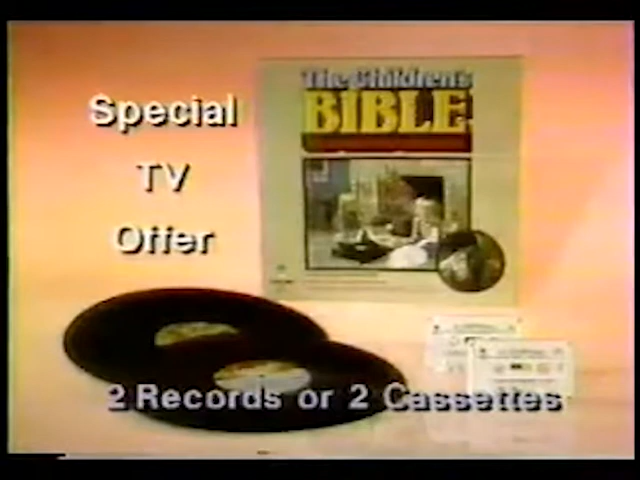 Special
TV
Offer
The Children's
BIBLE
2 Records or 2 Cassettes